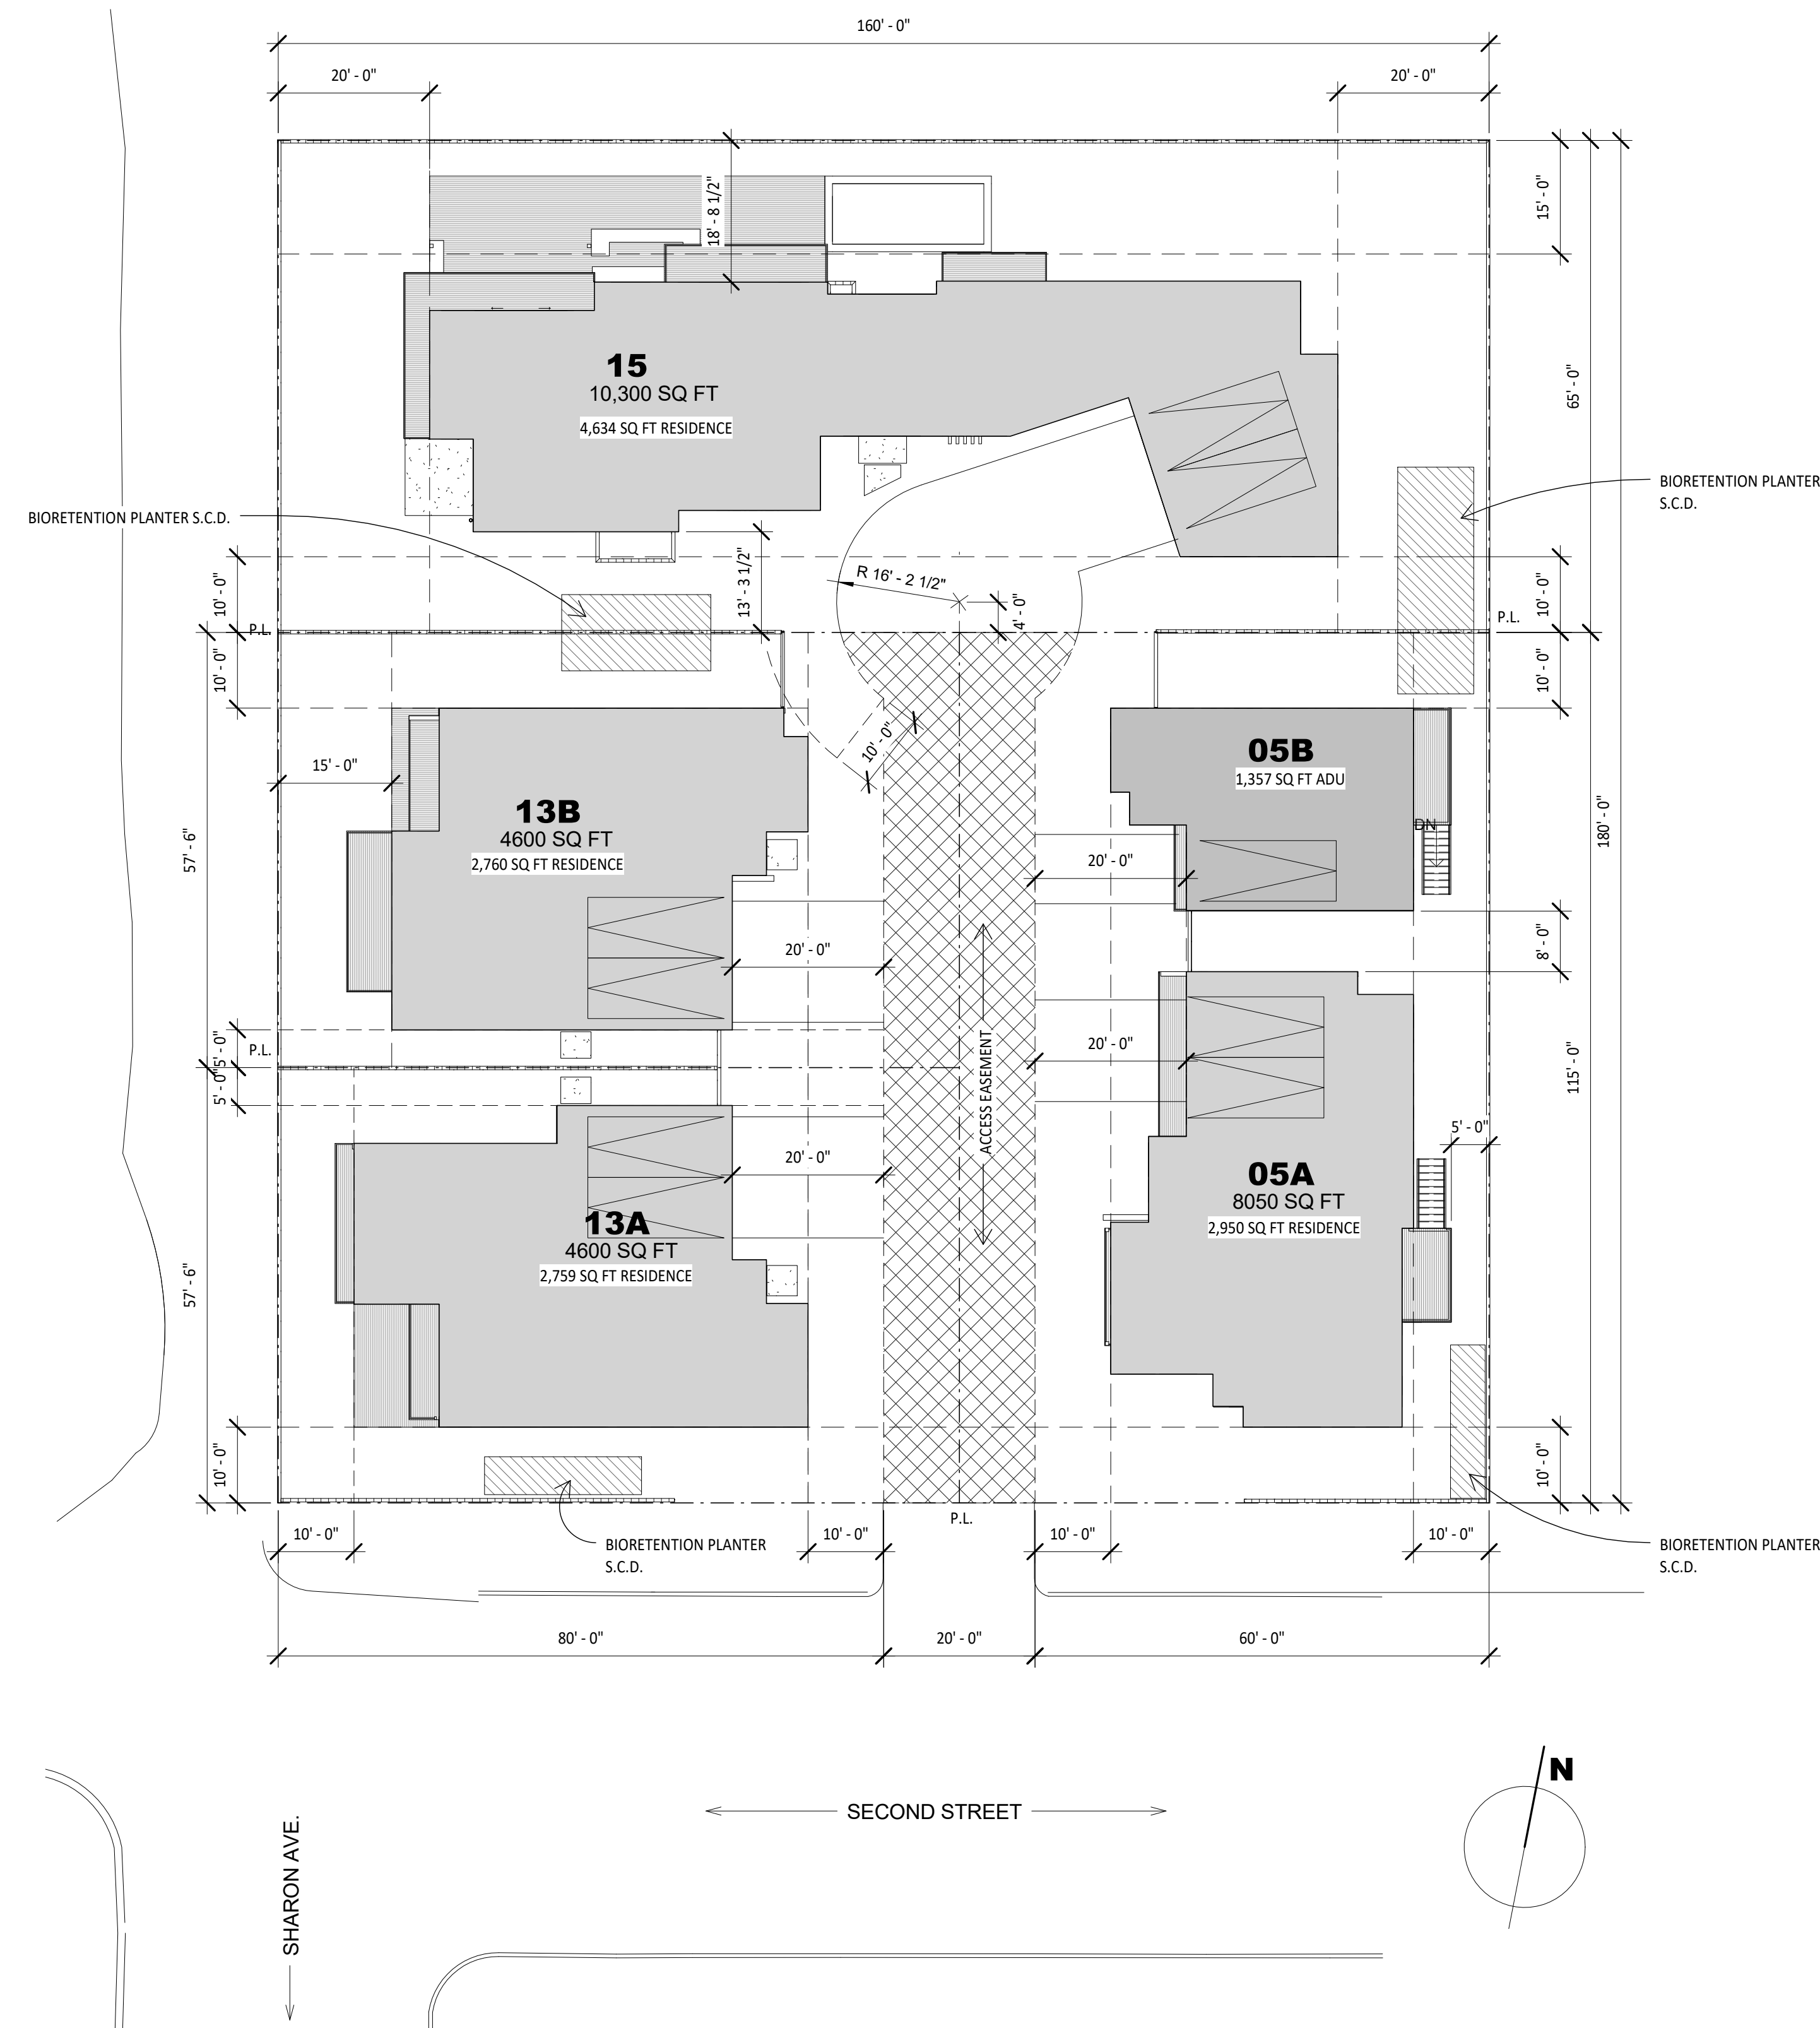 160' - 0"
20' - 0"
20' - 0"
18' - 8 1/2"
15' - 0"
15
10,300 SQ FT
4,634 SQ FT RESIDENCE
65' - 0"
BIORETENTION PLANTER S.C.D.
BIORETENTION PLANTER
S.C.D.
10' - 0"
13' - 3 1/2"
R 16' - 2 1/2"
4' - 0"
10' - 0"
P.L.
P.L.
10' - 0"
10' - 0"
10' - 0"
15' - 0"
05B
1,357 SQ FT ADU
13B
4600 SQ FT
2,760 SQ FT RESIDENCE
57' - 6"
180' - 0"
DN
20' - 0"
20' - 0"
8' - 0"
5' - 0"
P.L.
5' - 0"
20' - 0"
ACCESS EASEMENT
115' - 0"
5' - 0"
20' - 0"
05A
8050 SQ FT
2,950 SQ FT RESIDENCE
13A
4600 SQ FT
2,759 SQ FT RESIDENCE
57' - 6"
10' - 0"
10' - 0"
P.L.
10' - 0"
10' - 0"
10' - 0"
10' - 0"
BIORETENTION PLANTER
S.C.D.
BIORETENTION PLANTER
S.C.D.
80' - 0"
20' - 0"
60' - 0"
N
SECOND STREET
SHARON AVE.